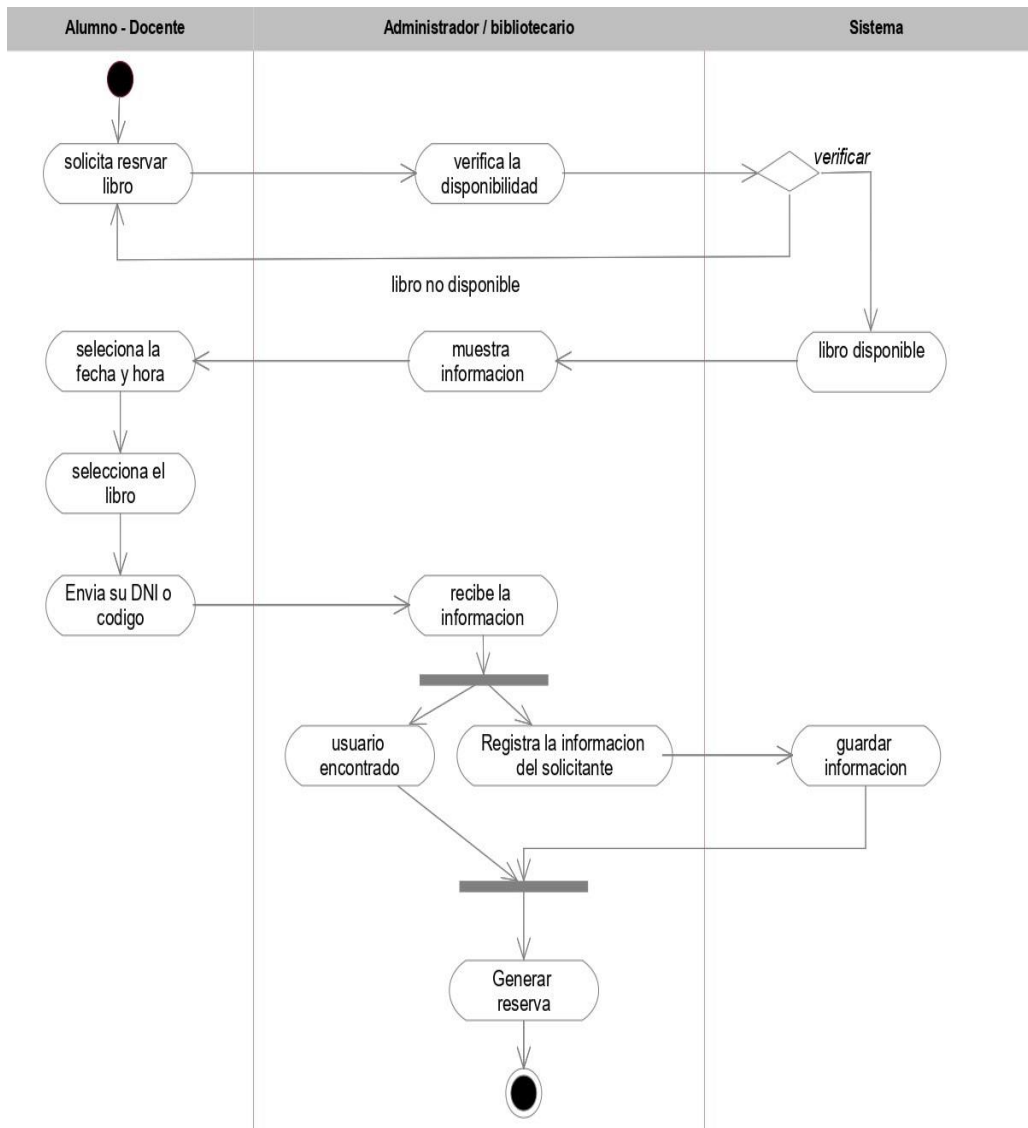 Alumno - Docente
Administrador / bibliotecario
Sistema
solicita resrvar
libro
verifica la
disponibilidad
verificar
libro no disponible
seleciona la
fecha y hora
muestra
informacion
libro disponible
selecciona el
libro
Envia su DNI o
codigo
recibe la
informacion
usuario
encontrado
Registra la informacion
del solicitante
guardar
informacion
Generar
reserva